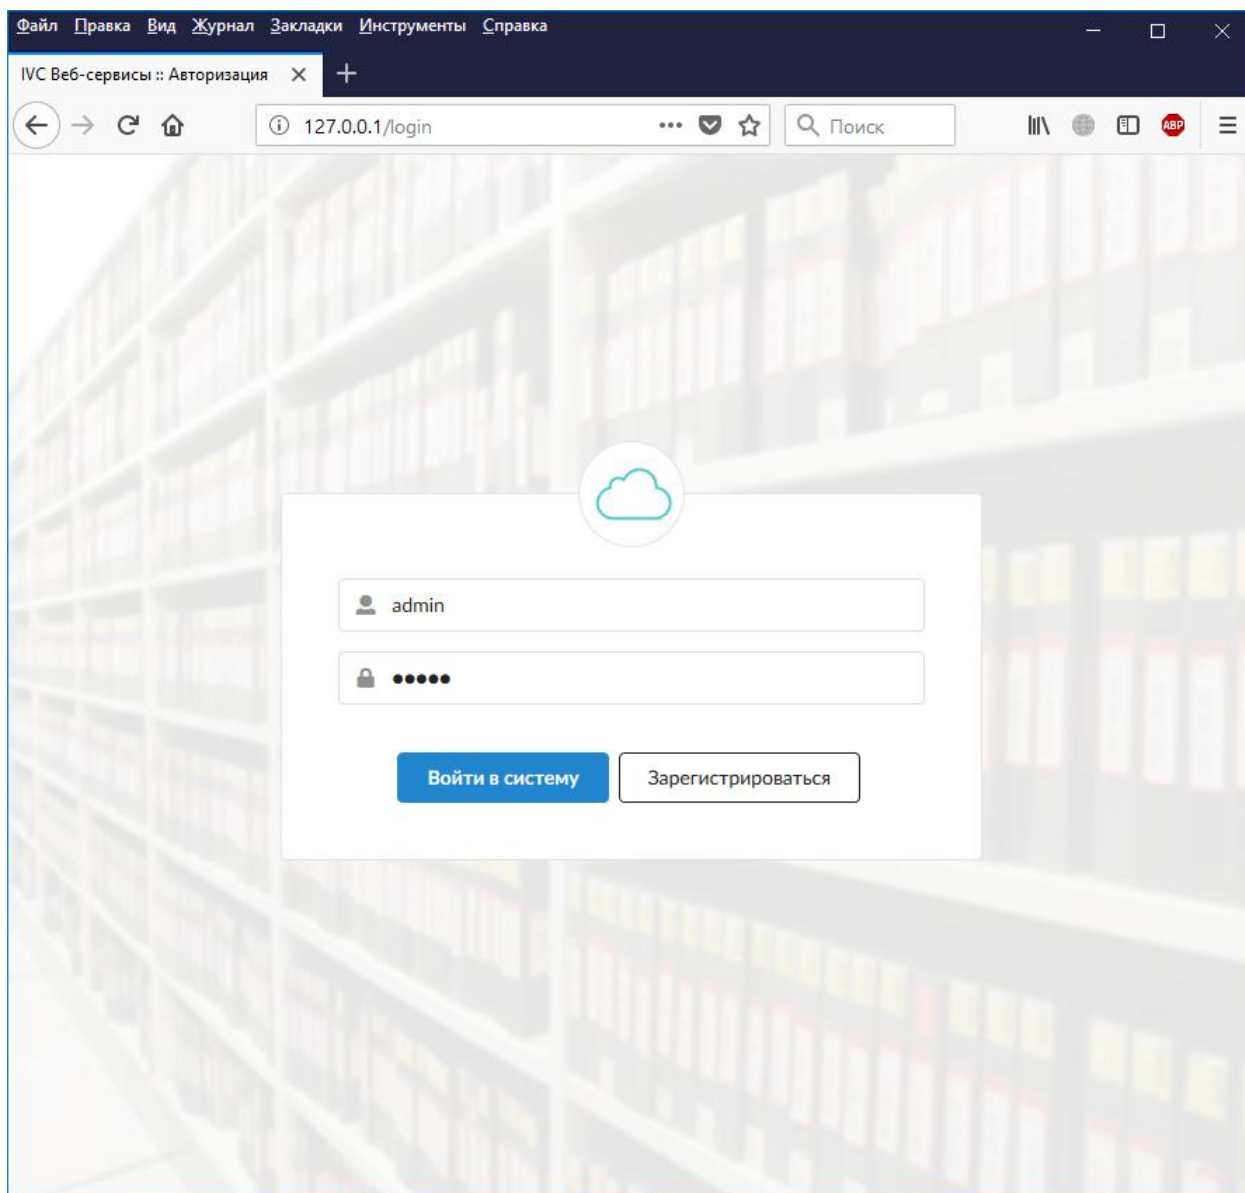 Файл Правка Вид Журнал Закладки Инструменты Справка
IVC Веб-сервисы :: Авторизация
127.0.0.1/login
Поиск
ABP
admin
•••••
Войти в систему
Зарегистрироваться